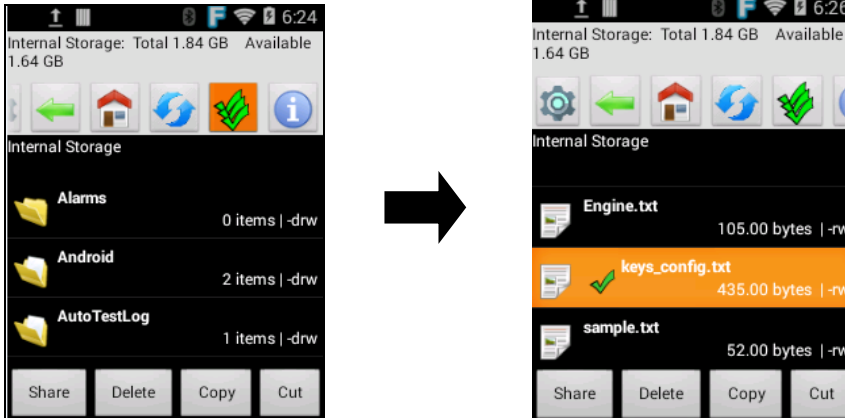 6:24
Internal Storage: Total 1.84 GB Available
1.64 GB
Internal Storage
Alarms
0 items | -drw
Android
2 items | -drw
AutoTestLog
1 items | -drw
Share Delete Copy Cut
6:26
Internal Storage: Total 1.84 GB Available
1.64 GB
Internal Storage
Engine.txt
105.00 bytes | -rw
keys_config.txt
435.00 bytes | -rw
sample.txt
52.00 bytes | -rw
Share Delete Copy Cut